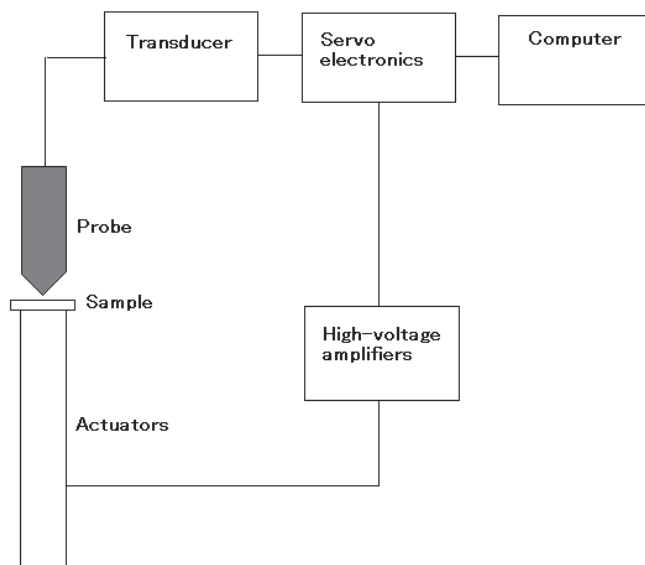 Transducer
Servo
electronics
Computer
Probe
Sample
High-voltage
amplifiers
Actuators